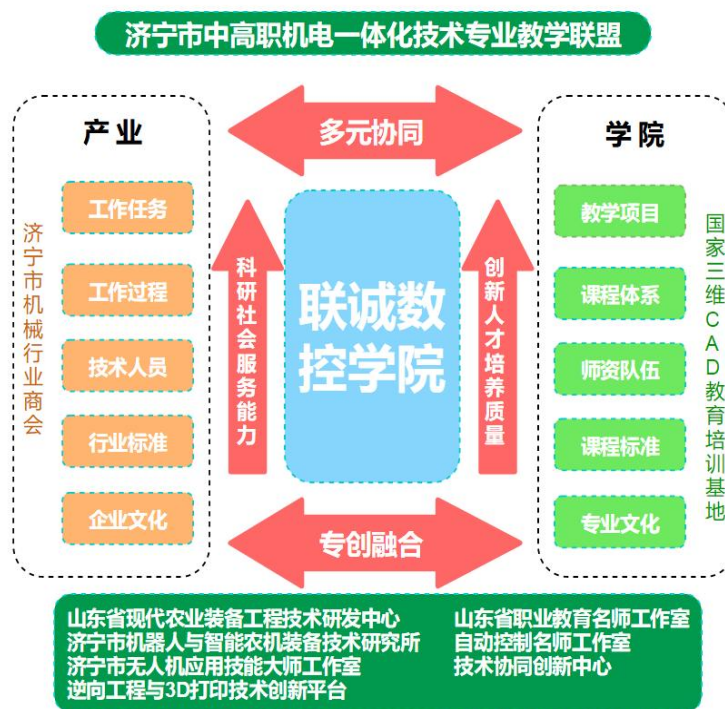 济宁市中高职机电一体化技术专业教学联盟
产业
多元协同
学院
济宁市机械行业商会
工作任务
工作过程
技术人员
行业标准
企业文化
科研社会服务能力
联诚数
控学院
创新人才培养质量
教学项目
课程体系
师资队伍
课程标准
专业文化
国家三维CAD教育培训基地
专创融合
山东省现代农业装备工程技术研发中心
济宁市机器人与智能农机装备技术研究所
济宁市无人机应用技能大师工作室
逆向工程与3D打印技术创新平台
山东省职业教育名师工作室
自动控制名师工作室
技术协同创新中心